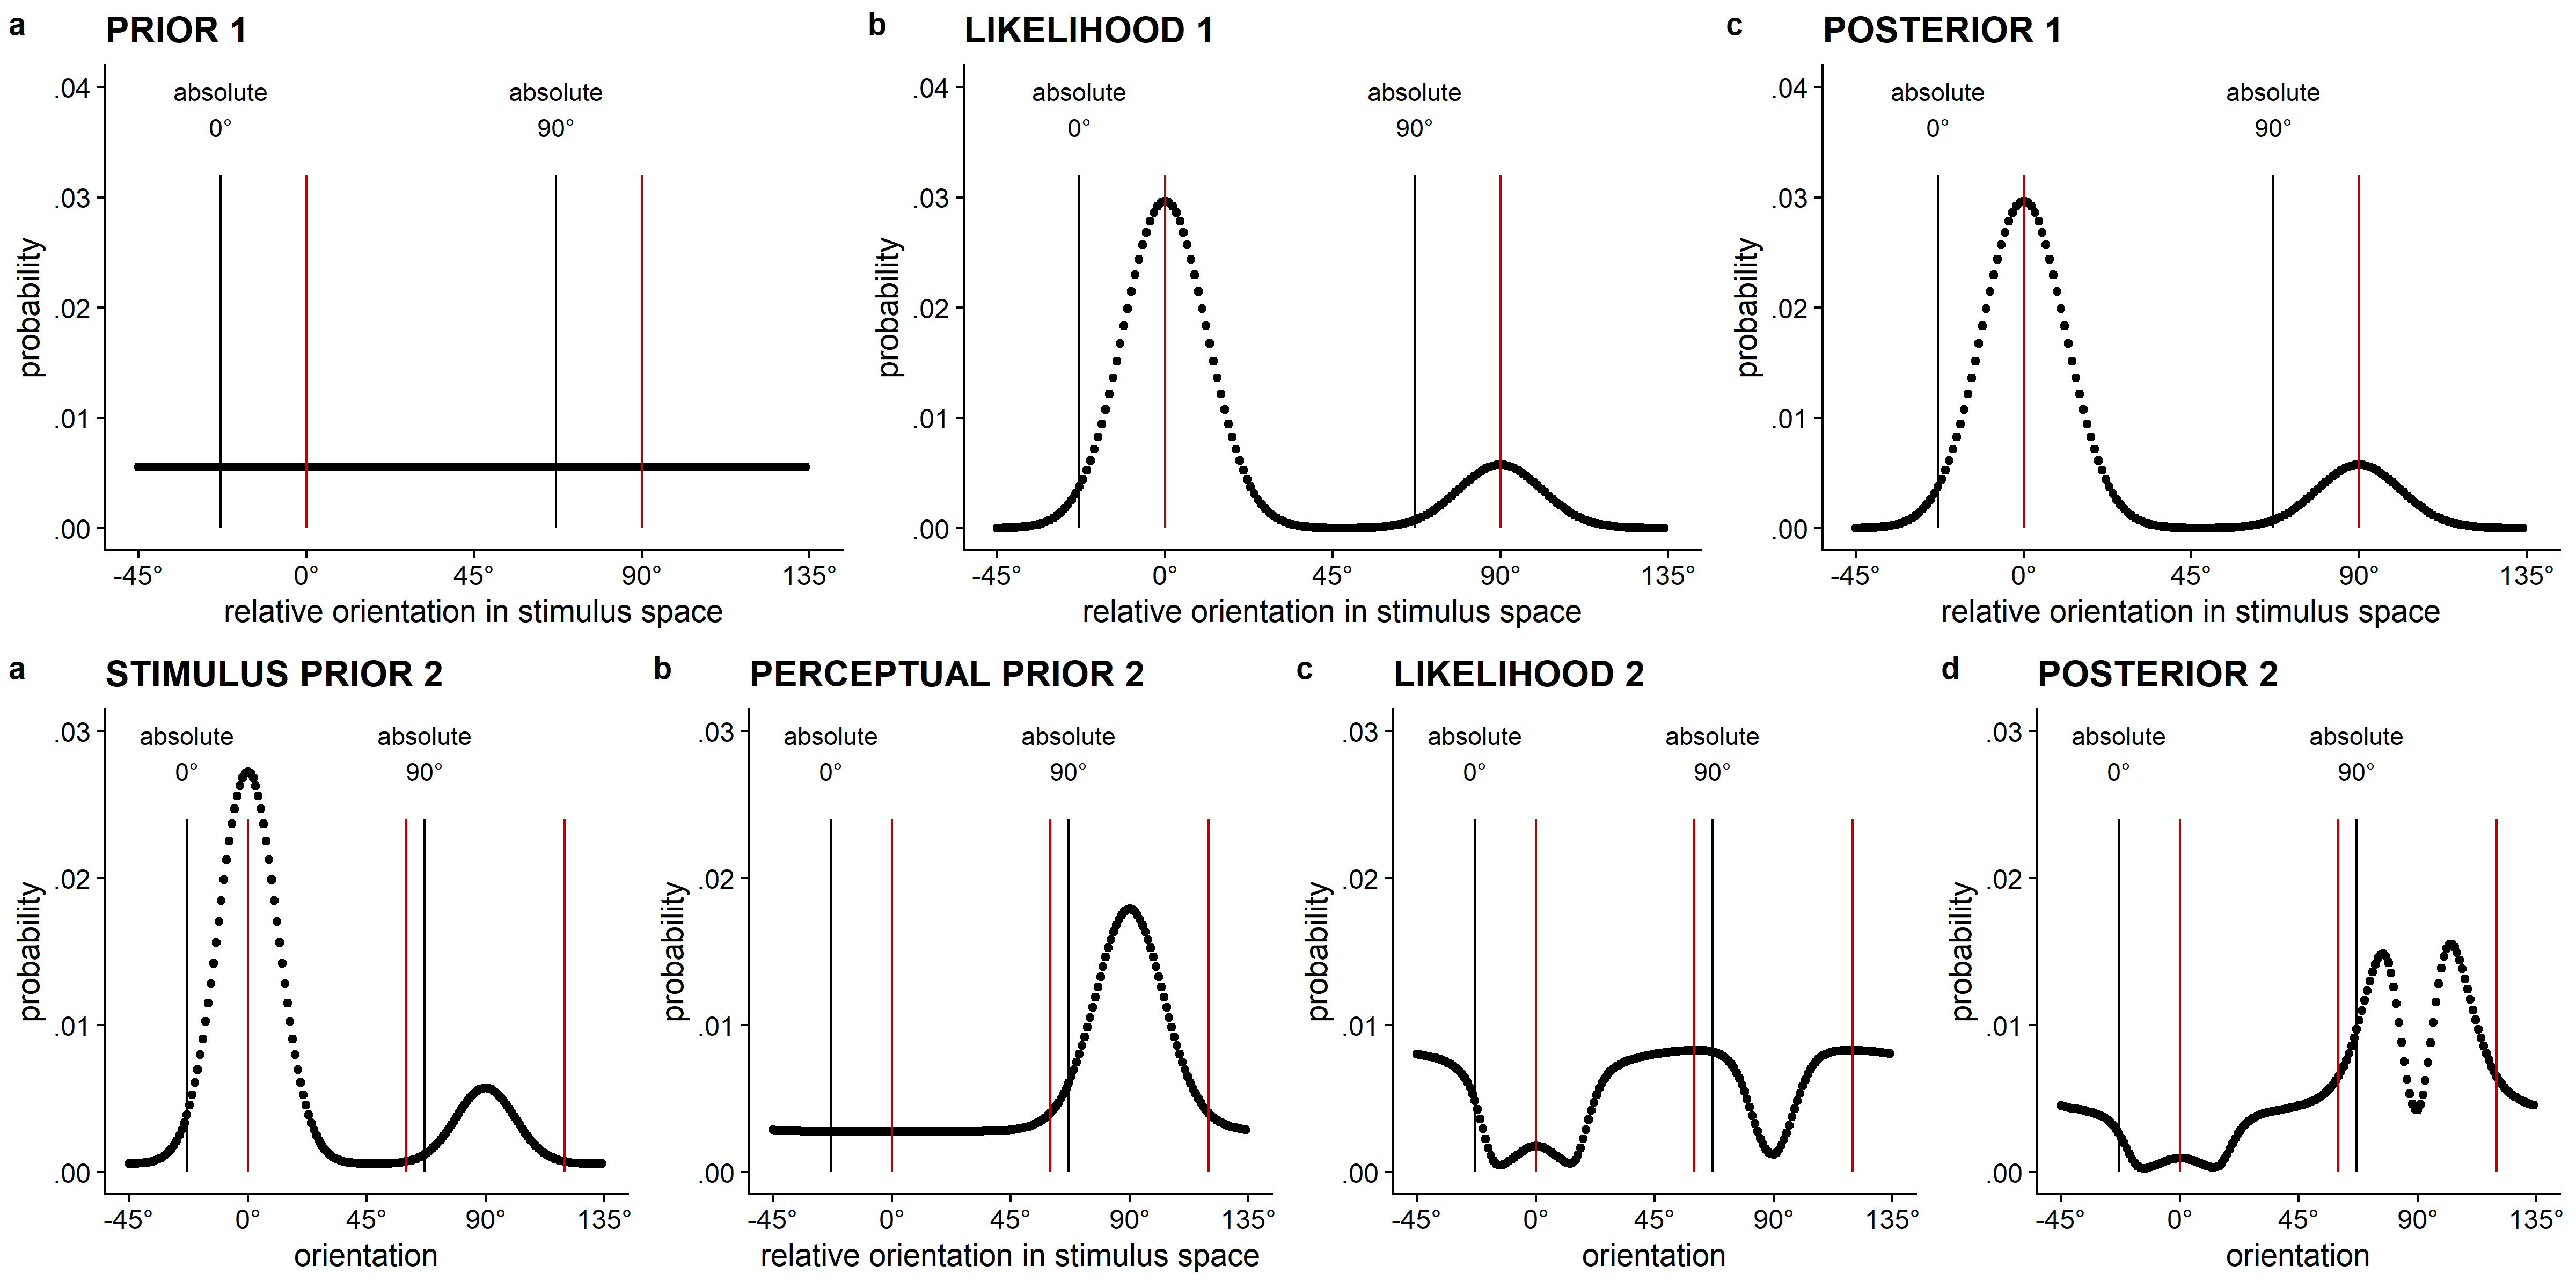 a PRIOR 1
.04
.03
.02
.01
.00
probability
absolute
0°
absolute
90°
-45° 0° 45° 90° 135°
relative orientation in stimulus space
b LIKELIHOOD 1
.04
.03
.02
.01
.00
probability
absolute
0°
absolute
90°
-45° 0° 45° 90° 135°
relative orientation in stimulus space
c POSTERIOR 1
.04
.03
.02
.01
.00
probability
absolute
0°
absolute
90°
-45° 0° 45° 90° 135°
relative orientation in stimulus space
a STIMULUS PRIOR 2
.03
.02
.01
.00
probability
absolute
0°
absolute
90°
-45° 0° 45° 90° 135°
orientation
b PERCEPTUAL PRIOR 2
.03
.02
.01
.00
probability
absolute
0°
absolute
90°
-45° 0° 45° 90° 135°
relative orientation in stimulus space
c LIKELIHOOD 2
.03
.02
.01
.00
probability
absolute
0°
absolute
90°
-45° 0° 45° 90° 135°
orientation
d POSTERIOR 2
.03
.02
.01
.00
probability
absolute
0°
absolute
90°
-45° 0° 45° 90° 135°
orientation